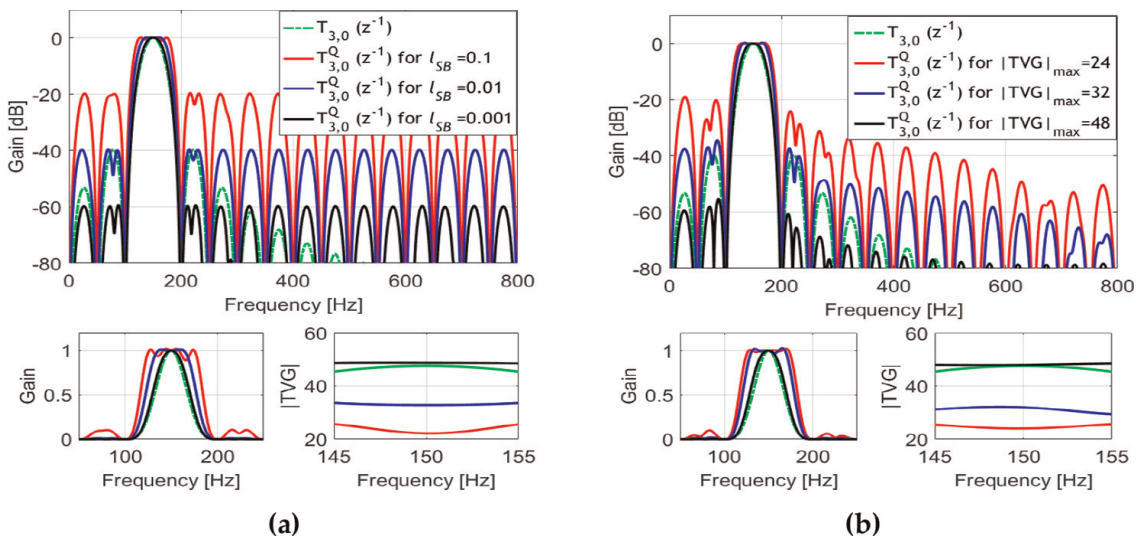 T3,0 (z-1)
TQ3,0 (z-1) for lSB =0.1
TQ3,0 (z-1) for lSB =0.01
TQ3,0 (z-1) for lSB =0.001
Gain [dB]
0
-20
-40
-60
-80
0 200 400 600 800
Frequency [Hz]
Gain
1
0.5
0
100 200
Frequency [Hz]
|TVG|
60
40
20
145 150 155
Frequency [Hz]
(a)
T3,0 (z-1)
TQ3,0 (z-1) for |TVG|max=24
TQ3,0 (z-1) for |TVG|max=32
TQ3,0 (z-1) for |TVG|max=48
Gain [dB]
0
-20
-40
-60
-80
0 200 400 600 800
Frequency [Hz]
Gain
1
0.5
0
100 200
Frequency [Hz]
|TVG|
60
40
20
145 150 155
Frequency [Hz]
(b)